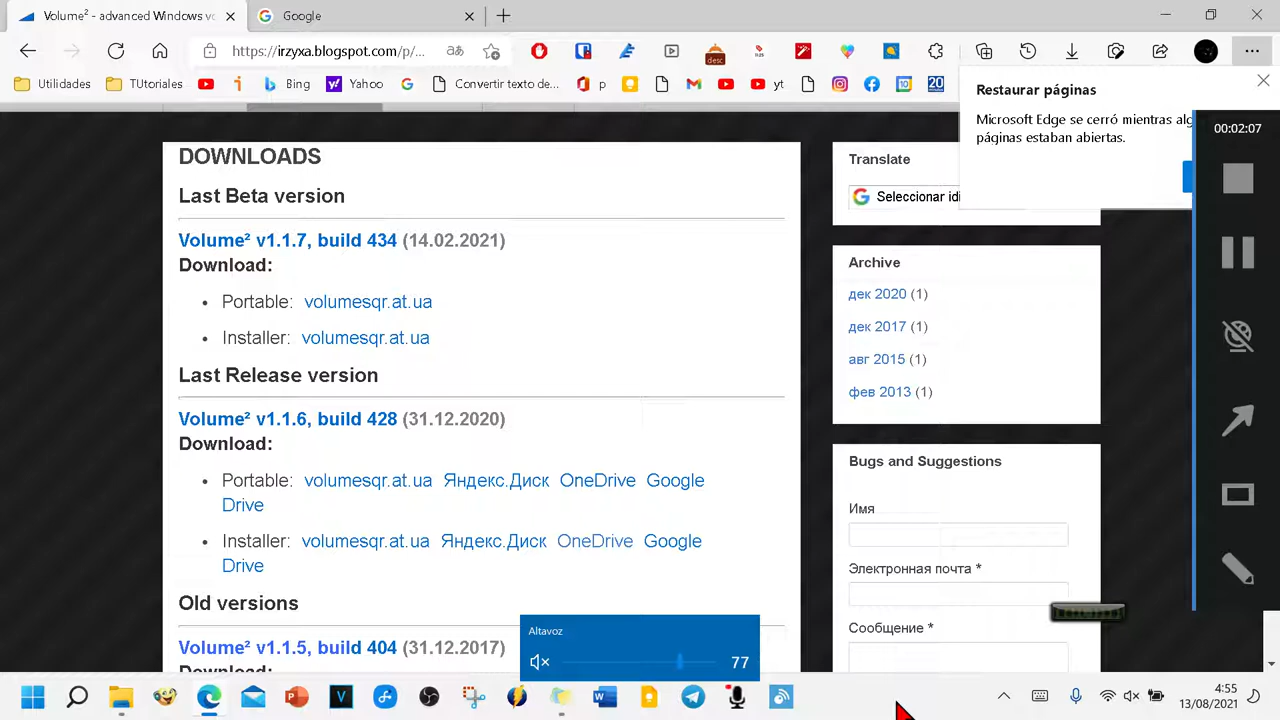 Volume² - advanced Windows vo
Google
https://irzyxa.blogspot.com/p/...
Utilidades
TUtoriales
Bing
Yahoo
Convertir texto de...
p
yt
20
desc
Restaurar páginas
Microsoft Edge se cerró mientras alg
páginas estaban abiertas.
00:02:07
DOWNLOADS
Last Beta version
Volume² v1.1.7, build 434 (14.02.2021)
Download:
Portable: volumesqr.at.ua
Installer: volumesqr.at.ua
Last Release version
Volume² v1.1.6, build 428 (31.12.2020)
Download:
Portable: volumesqr.at.ua Яндекс.Диск OneDrive Google
Drive
Installer: volumesqr.at.ua Яндекс.Диск OneDrive Google
Drive
Old versions
Volume² v1.1.5, build 404 (31.12.2017)
Download:
Translate
Seleccionar idi
Archive
дек 2020 (1)
дек 2017 (1)
авг 2015 (1)
фев 2013 (1)
Bugs and Suggestions
Имя
Электронная почта *
Сообщение *
Altavoz
77
4:55
13/08/2021